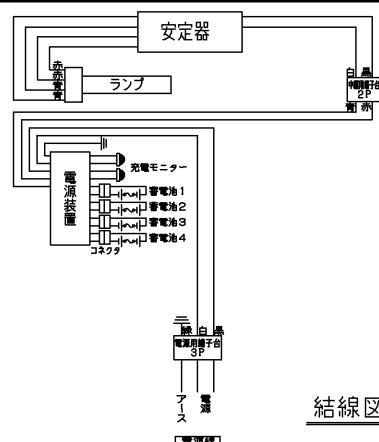 安定器
赤
赤
青
青
ランプ
白 黒
中継用端子台
2P
青 赤
電源装置
充電モニター
蓄電池1
蓄電池2
蓄電池3
蓄電池4
コネクタ
緑 白 黒
電源用端子台
3P
アース
電源
結線図